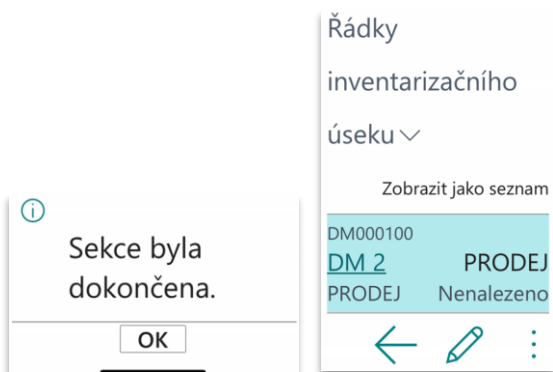 Sekce byla
dokončena.
OK
Řádky
inventarizačního
úseku
Zobrazit jako seznam
DM000100
DM 2 PRODEJ
PRODEJ Nenalezeno